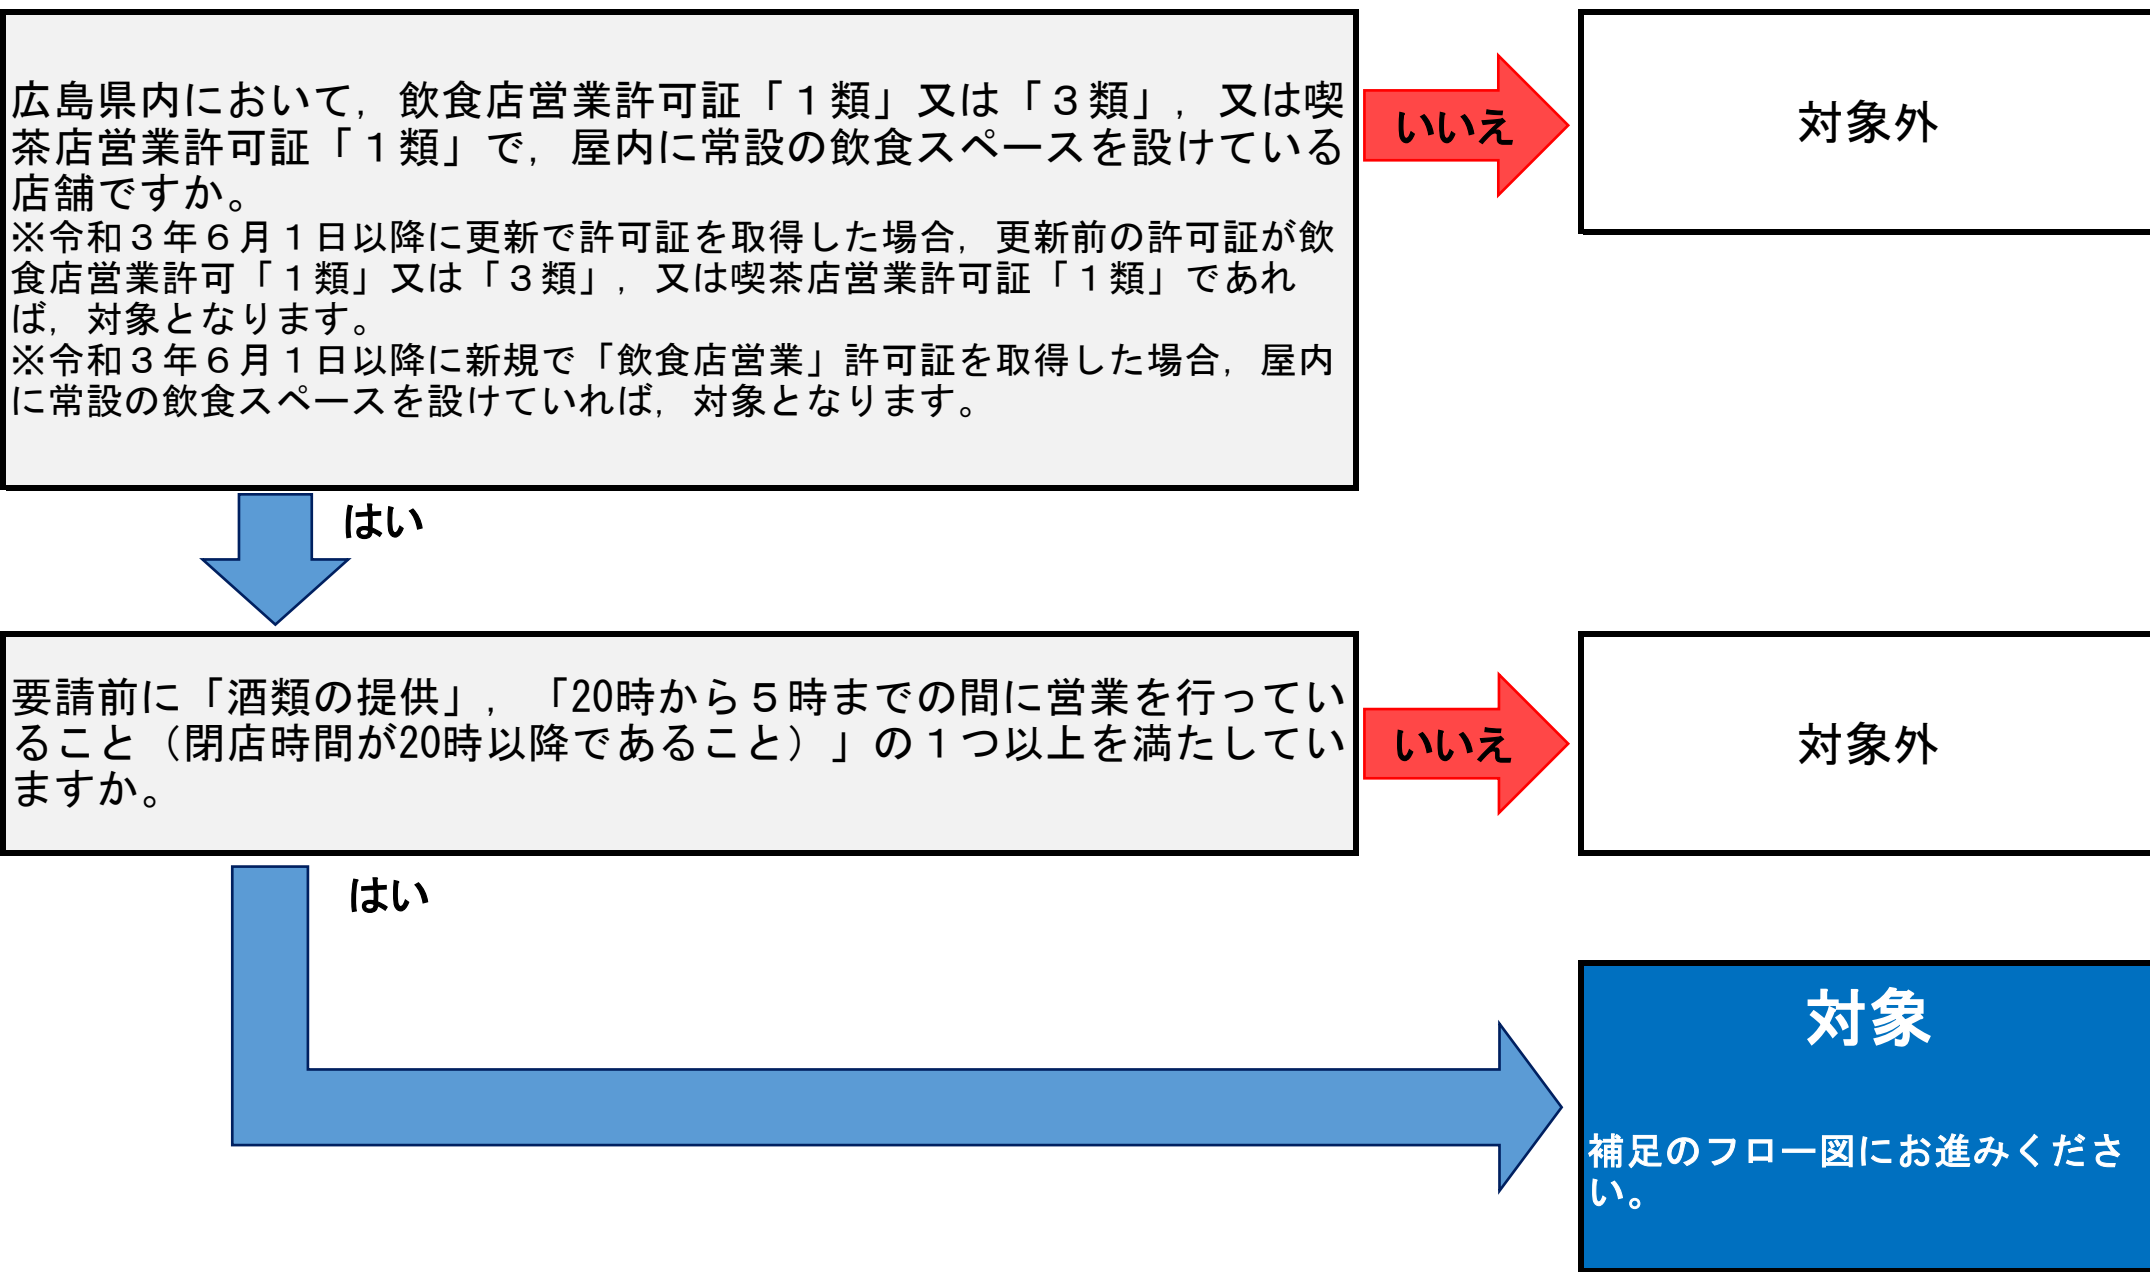 広島県内において，飲食店営業許可証「１類」又は「３類」，又は喫
茶店営業許可証「１類」で，屋内に常設の飲食スペースを設けている
店舗ですか。
※令和３年６月１日以降に更新で許可証を取得した場合，更新前の許可証が飲
食店営業許可「１類」又は「３類」，又は喫茶店営業許可証「１類」であれ
ば，対象となります。
※令和３年６月１日以降に新規で「飲食店営業」許可証を取得した場合，屋内
に常設の飲食スペースを設けていれば，対象となります。
いいえ
対象外
はい
要請前に「酒類の提供」，「20時から５時までの間に営業を行ってい
ること（閉店時間が20時以降であること）」の１つ以上を満たしてい
ますか。
いいえ
対象外
はい
対象
補足のフロー図にお進みくださ
い。